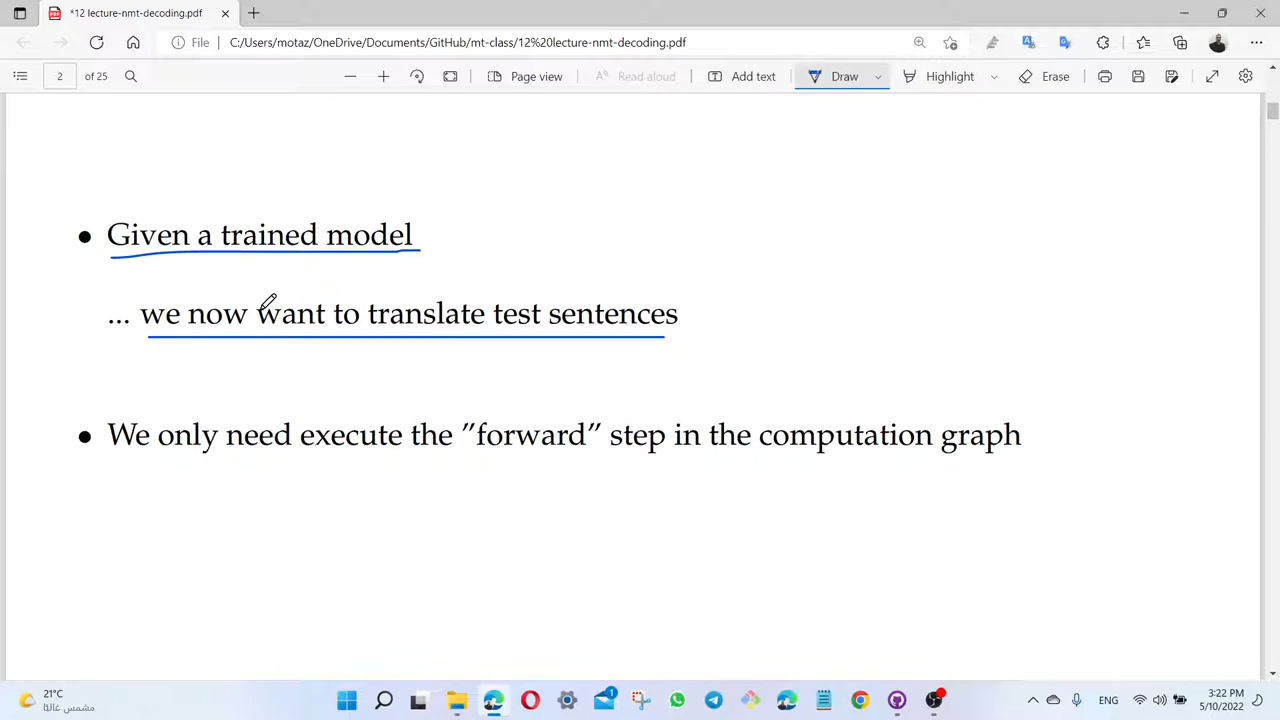 *12 lecture-nmt-decoding.pdf
File C:/Users/motaz/OneDrive/Documents/GitHub/mt-class/12%20lecture-nmt-decoding.pdf
2 of 25 Page view Read aloud Add text Draw Highlight Erase
• Given a trained model
... we now want to translate test sentences
• We only need execute the ”forward” step in the computation graph
21°C
مشمس غالبًا
1
ENG
3:22 PM
5/10/2022